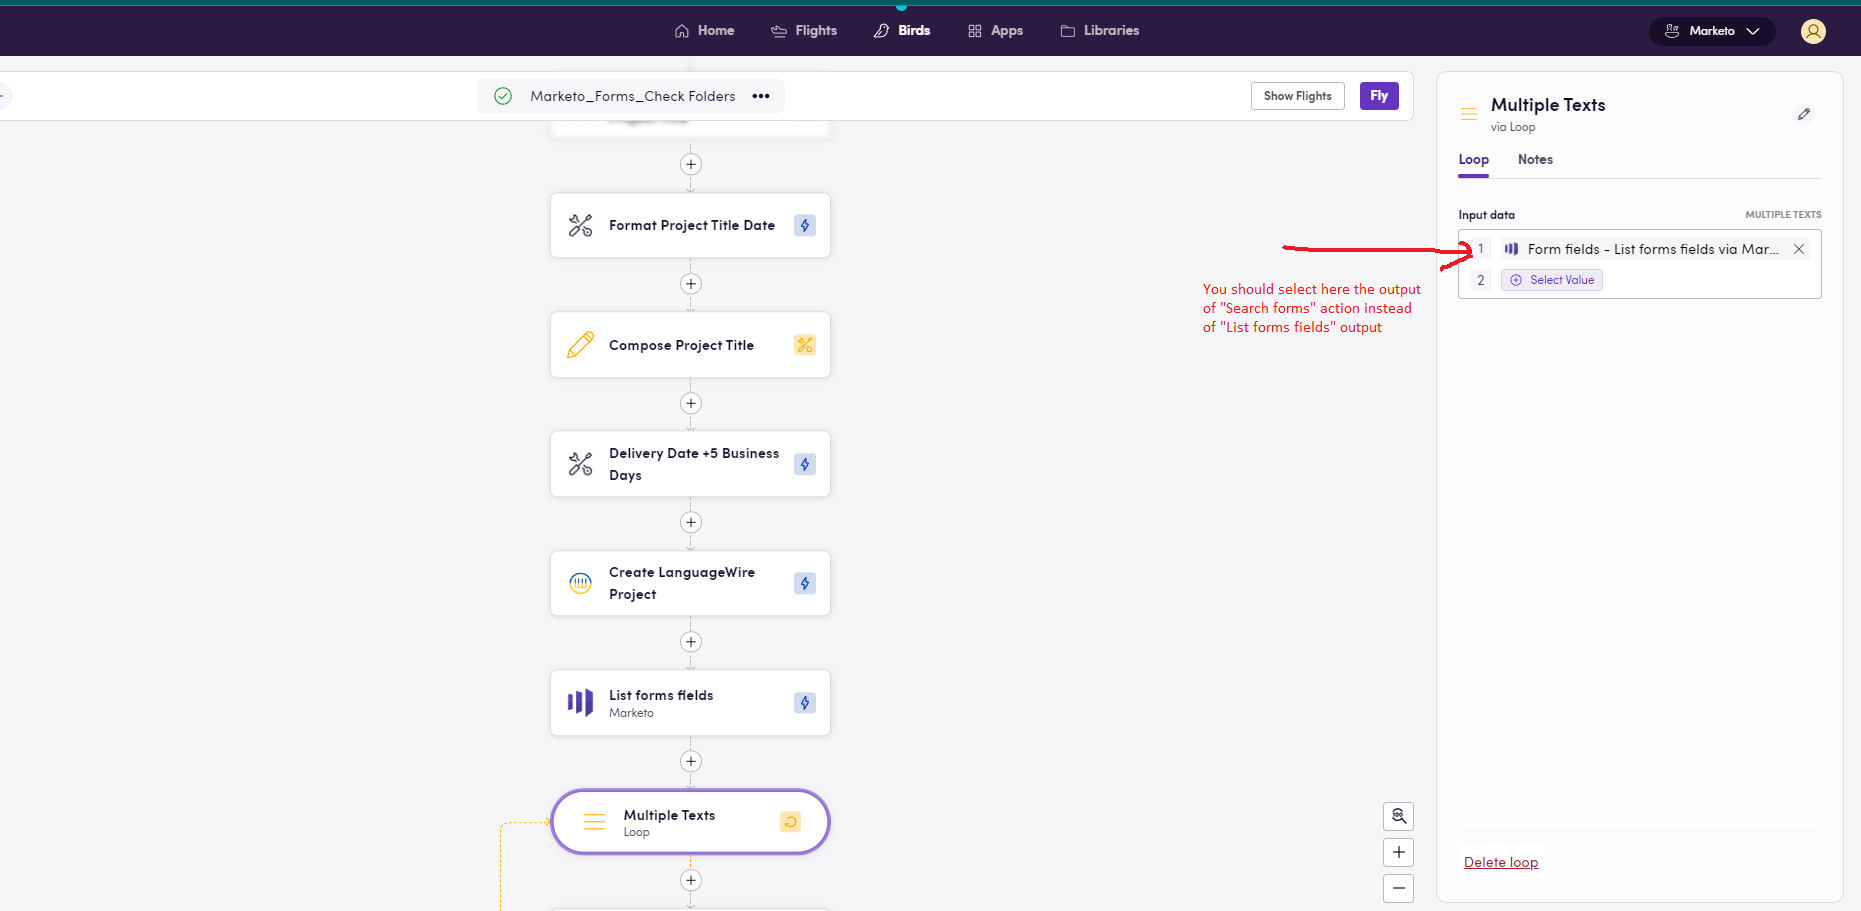 Home
Flights
Birds
Apps
Libraries
Marketo
Marketo_Forms_Check Folders
Show Flights
Fly
Format Project Title Date
Compose Project Title
Delivery Date +5 Business
Days
Create LanguageWire
Project
List forms fields
Marketo
Multiple Texts
Loop
You should select here the output
of "Search forms" action instead
of "List forms fields" output
Multiple Texts
via Loop
Loop
Notes
Input data
MULTIPLE TEXTS
1
Form fields - List forms fields via Mar...
2
Select Value
Delete loop